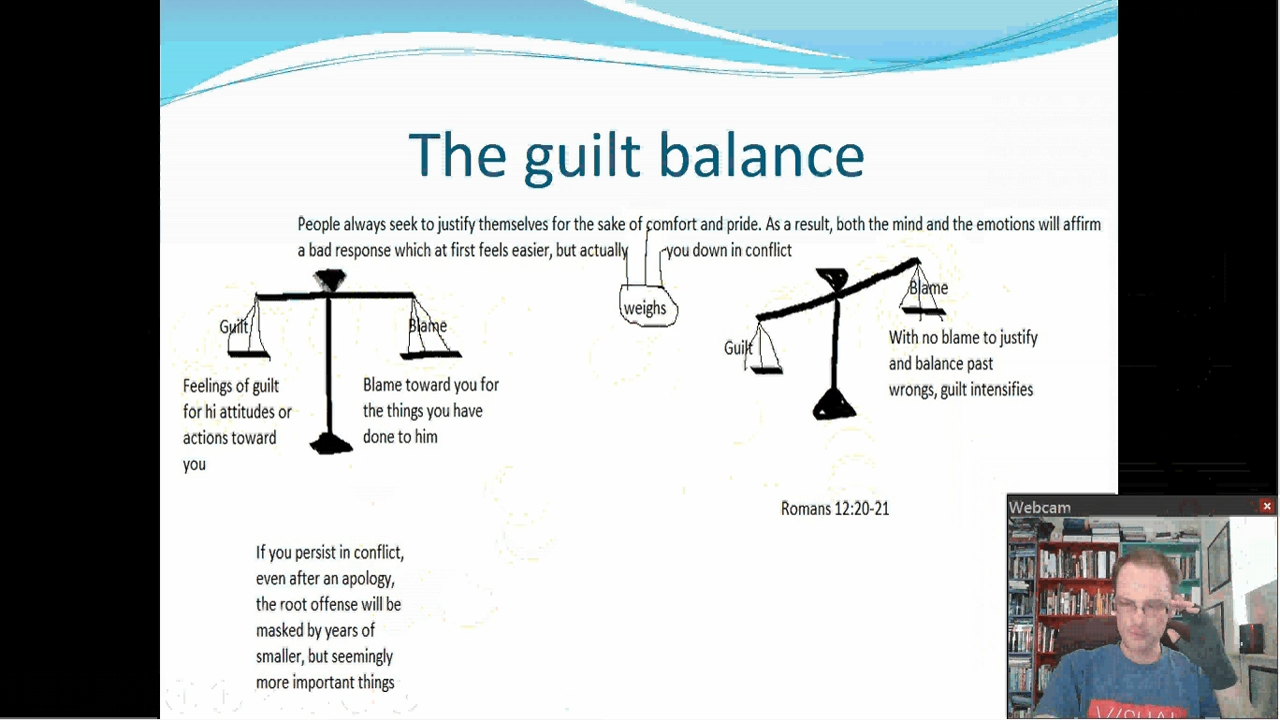 The guilt balance
People always seek to justify themselves for the sake of comfort and pride. As a result, both the mind and the emotions will affirm
a bad response which at first feels easier, but actually you down in conflict
weighs
Guilt
Blame
Guilt
Blame
Feelings of guilt
for hi attitudes or
actions toward
you
Blame toward you for
the things you have
done to him
With no blame to justify
and balance past
wrongs, guilt intensifies
Romans 12:20-21
If you persist in conflict,
even after an apology,
the root offense will be
masked by years of
smaller, but seemingly
more important things
Webcam
VISUAL